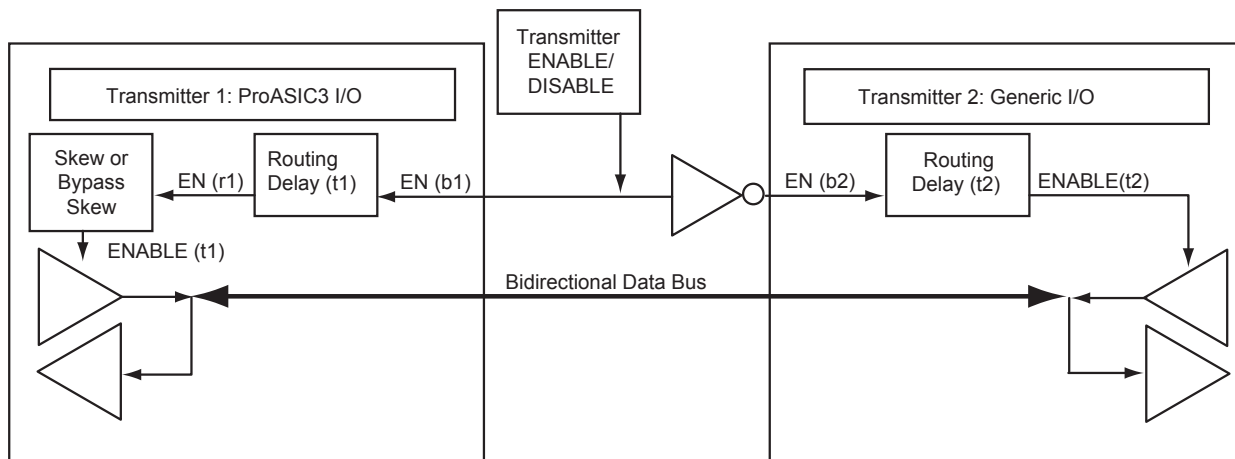 Transmitter
ENABLE/
DISABLE
Transmitter 1: ProASIC3 I/O
Transmitter 2: Generic I/O
Skew or
Bypass
Skew
EN (r1)
Routing
Delay (t1)
EN (b1)
EN (b2)
Routing
Delay (t2)
ENABLE(t2)
ENABLE (t1)
Bidirectional Data Bus